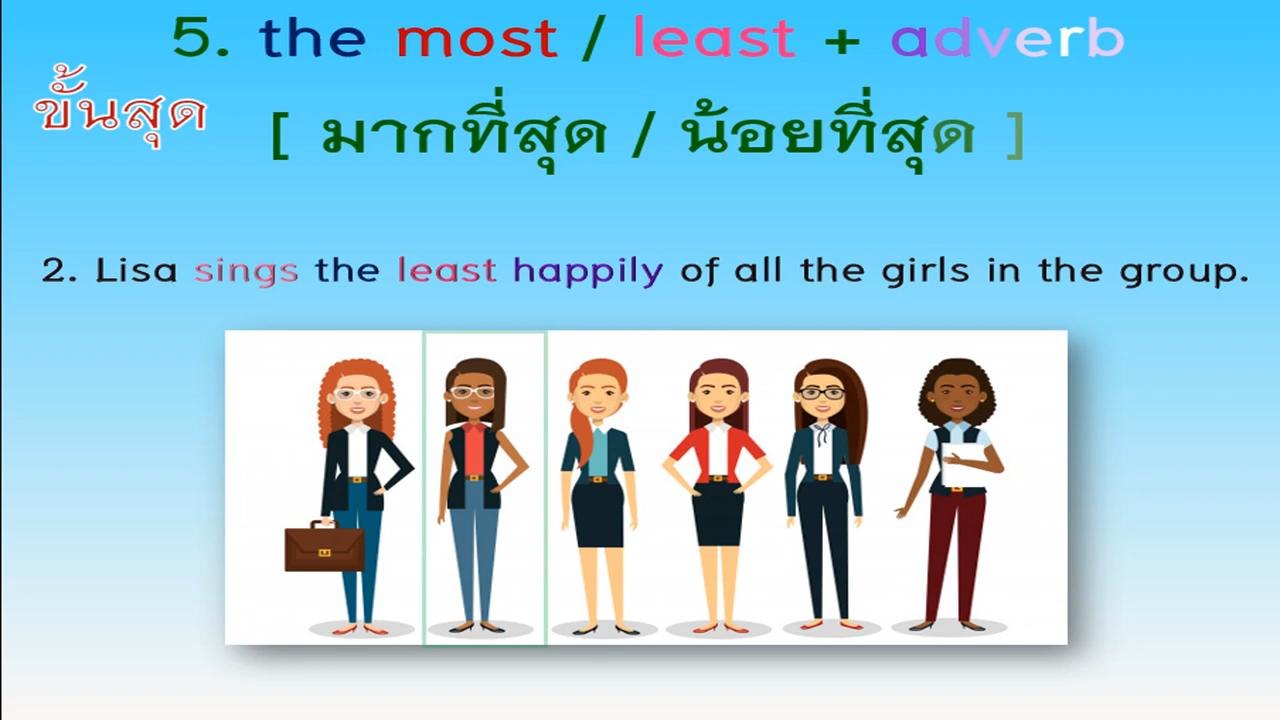 5. the most / least + adverb
ขั้นสุด
[ มากที่สุด / น้อยที่สุด ]
2. Lisa sings the least happily of all the girls in the group.